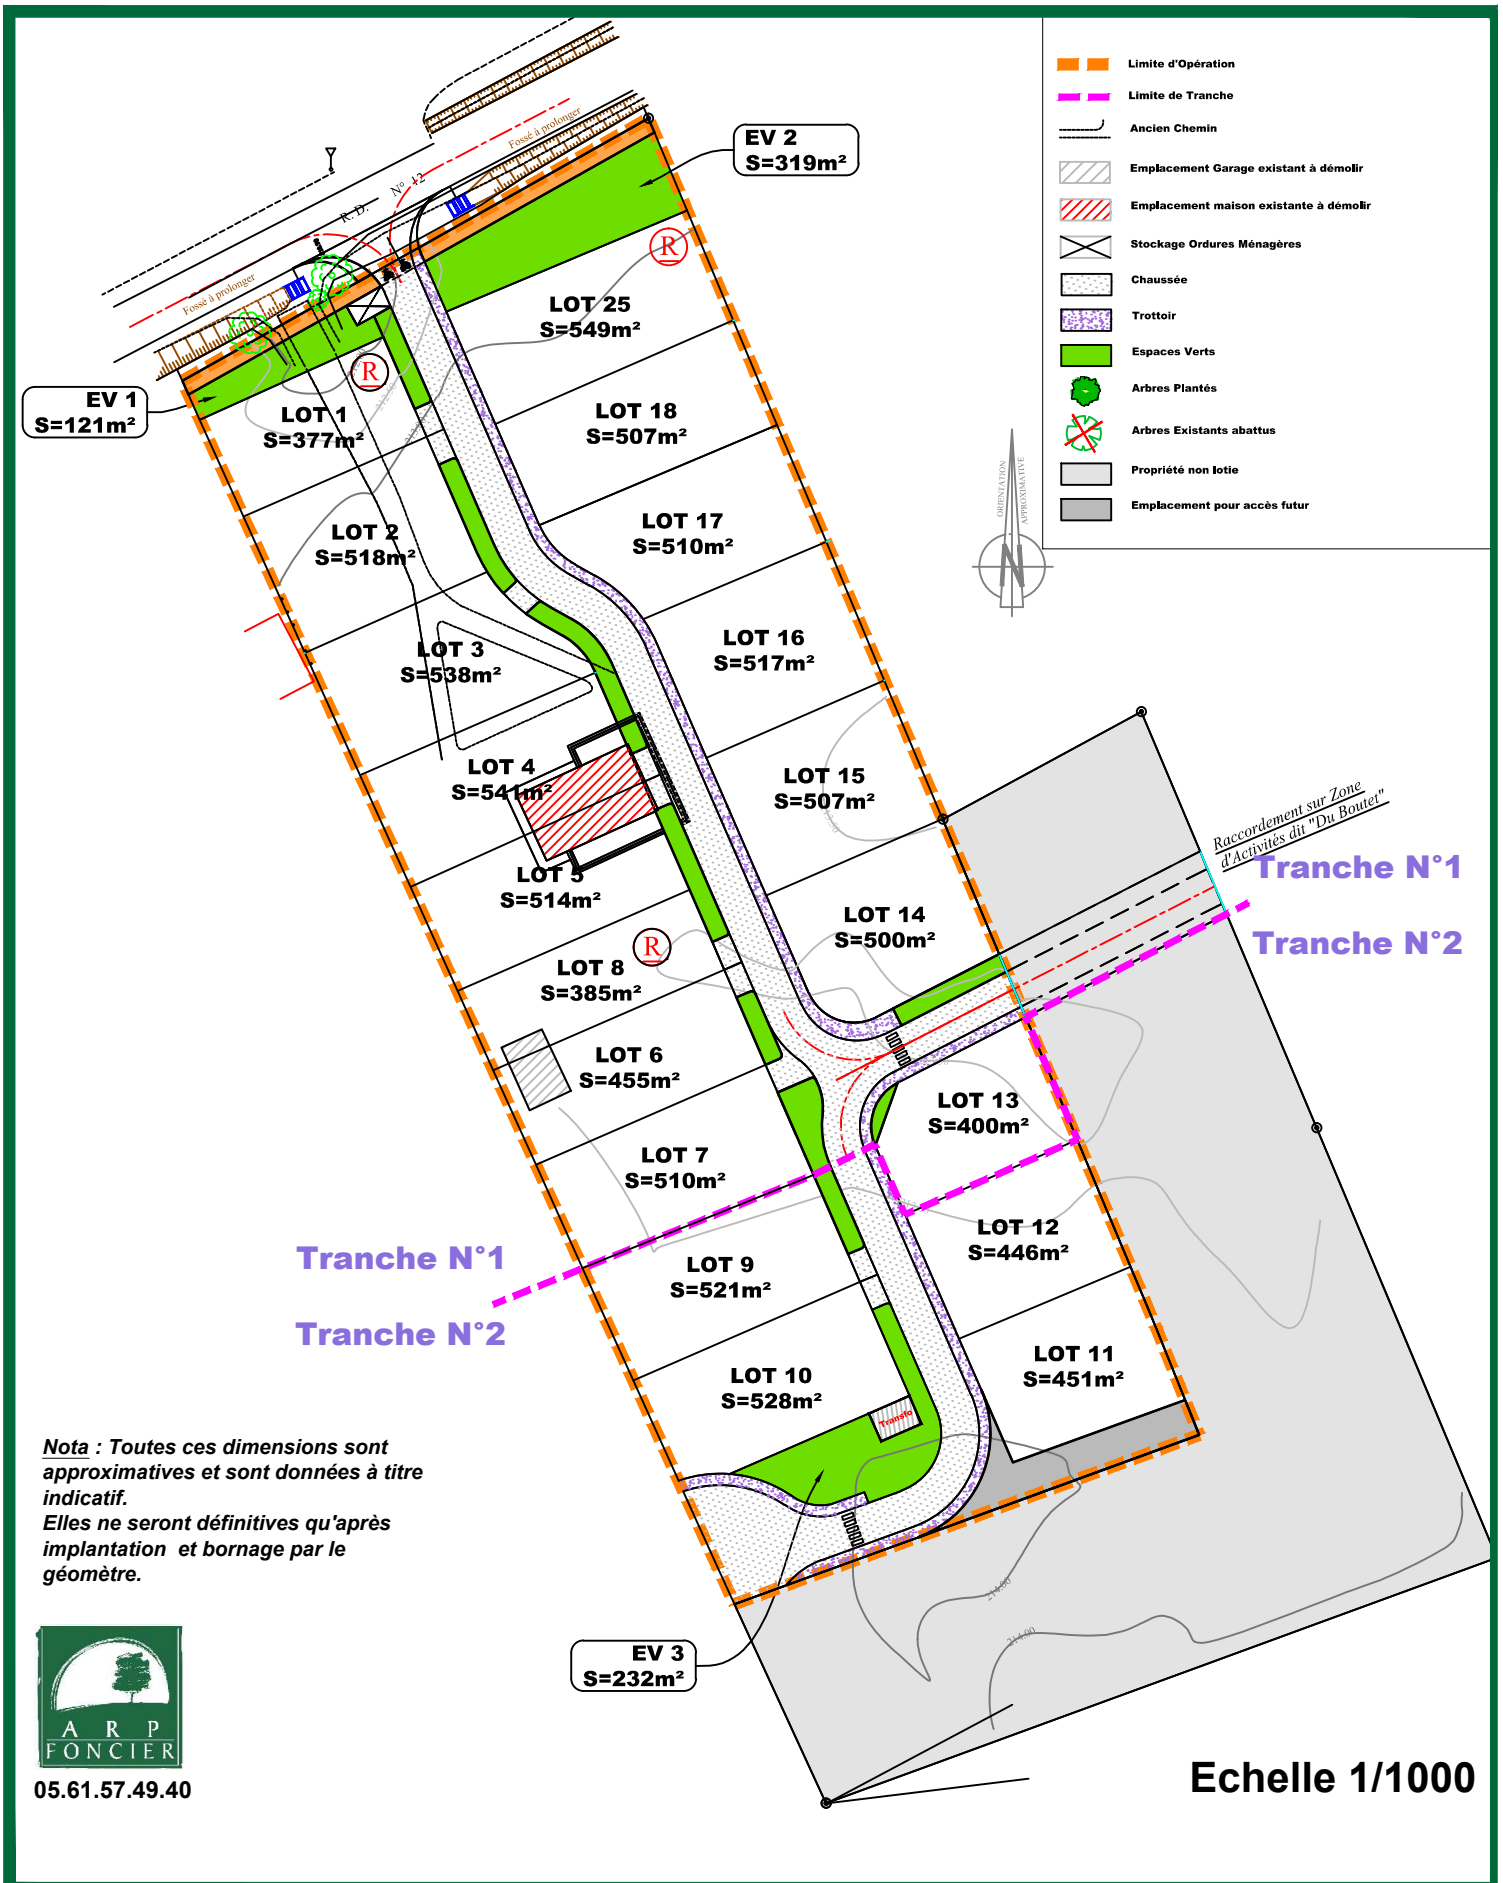 Limite d'Opération
Limite de Tranche
Ancien Chemin
Emplacement Garage existant à démolir
Emplacement maison existante à démolir
Stockage Ordures Ménagères
Chaussée
Trottoir
Espaces Verts
Arbres Plantés
Arbres Existants abattus
Propriété non lotie
Emplacement pour accès futur
Fossé à prolonger
EV 2
S=319m²
R. D. N° 12
Fossé à prolonger
R
LOT 25
S=549m²
R
EV 1
S=121m²
LOT 1
S=377m²
LOT 18
S=507m²
ORIENTATION
APPROXIMATIVE
N
LOT 2
S=518m²
LOT 17
S=510m²
LOT 3
S=538m²
LOT 16
S=517m²
LOT 4
S=541m²
LOT 15
S=507m²
Raccordement sur Zone
d'Activités dit "Du Boutet"
Tranche N°1
Tranche N°2
LOT 5
S=514m²
LOT 14
S=500m²
R
LOT 8
S=385m²
LOT 6
S=455m²
LOT 13
S=400m²
LOT 7
S=510m²
LOT 12
S=446m²
Tranche N°1
Tranche N°2
LOT 9
S=521m²
LOT 11
S=451m²
LOT 10
S=528m²
Transfo
Nota : Toutes ces dimensions sont
approximatives et sont données à titre
indicatif.
Elles ne seront définitives qu'après
implantation et bornage par le
géomètre.
214.00
214.00
EV 3
S=232m²
A R P
FONCIER
05.61.57.49.40
Echelle 1/1000